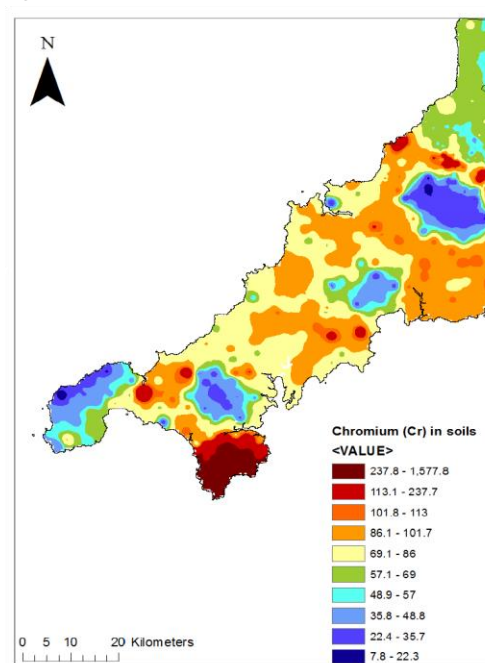 N
Chromium (Cr) in soils
<VALUE>
237.8 - 1,577.8
113.1 - 237.7
101.8 - 113
86.1 - 101.7
69.1 - 86
57.1 - 69
48.9 - 57
35.8 - 48.8
22.4 - 35.7
7.8 - 22.3
0 5 10 20 Kilometers